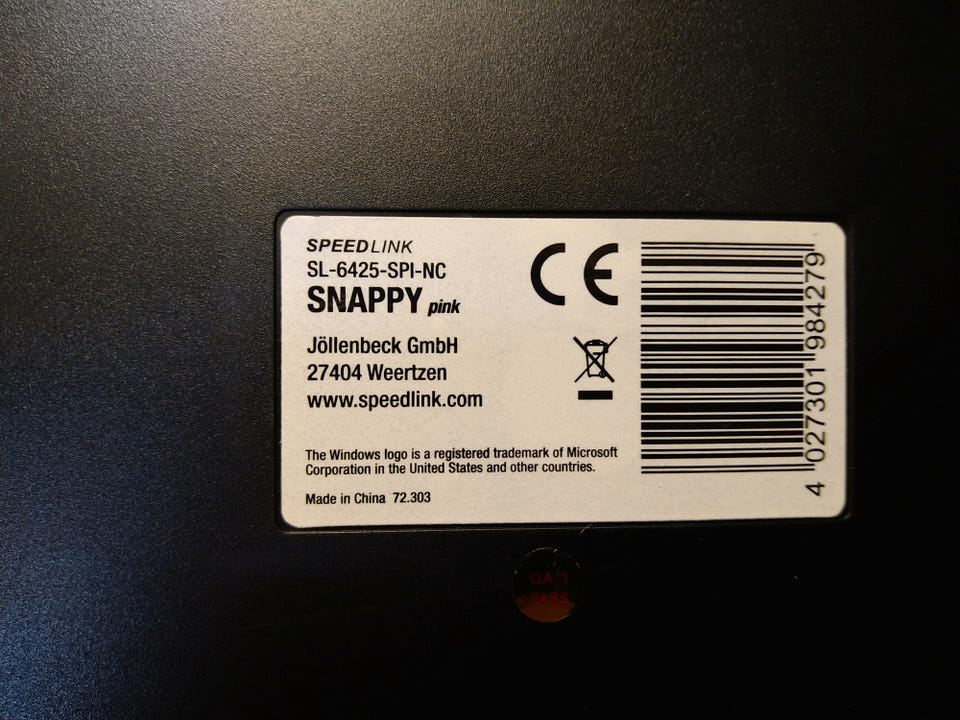 SPEEDLINK
SL-6425-SPI-NC
SNAPPY pink
Jöllenbeck GmbH
27404 Weertzen
www.speedlink.com
The Windows logo is a registered trademark of Microsoft
Corporation in the United States and other countries.
Made in China 72.303
CE
4 027301 984279
QA 1
PASS